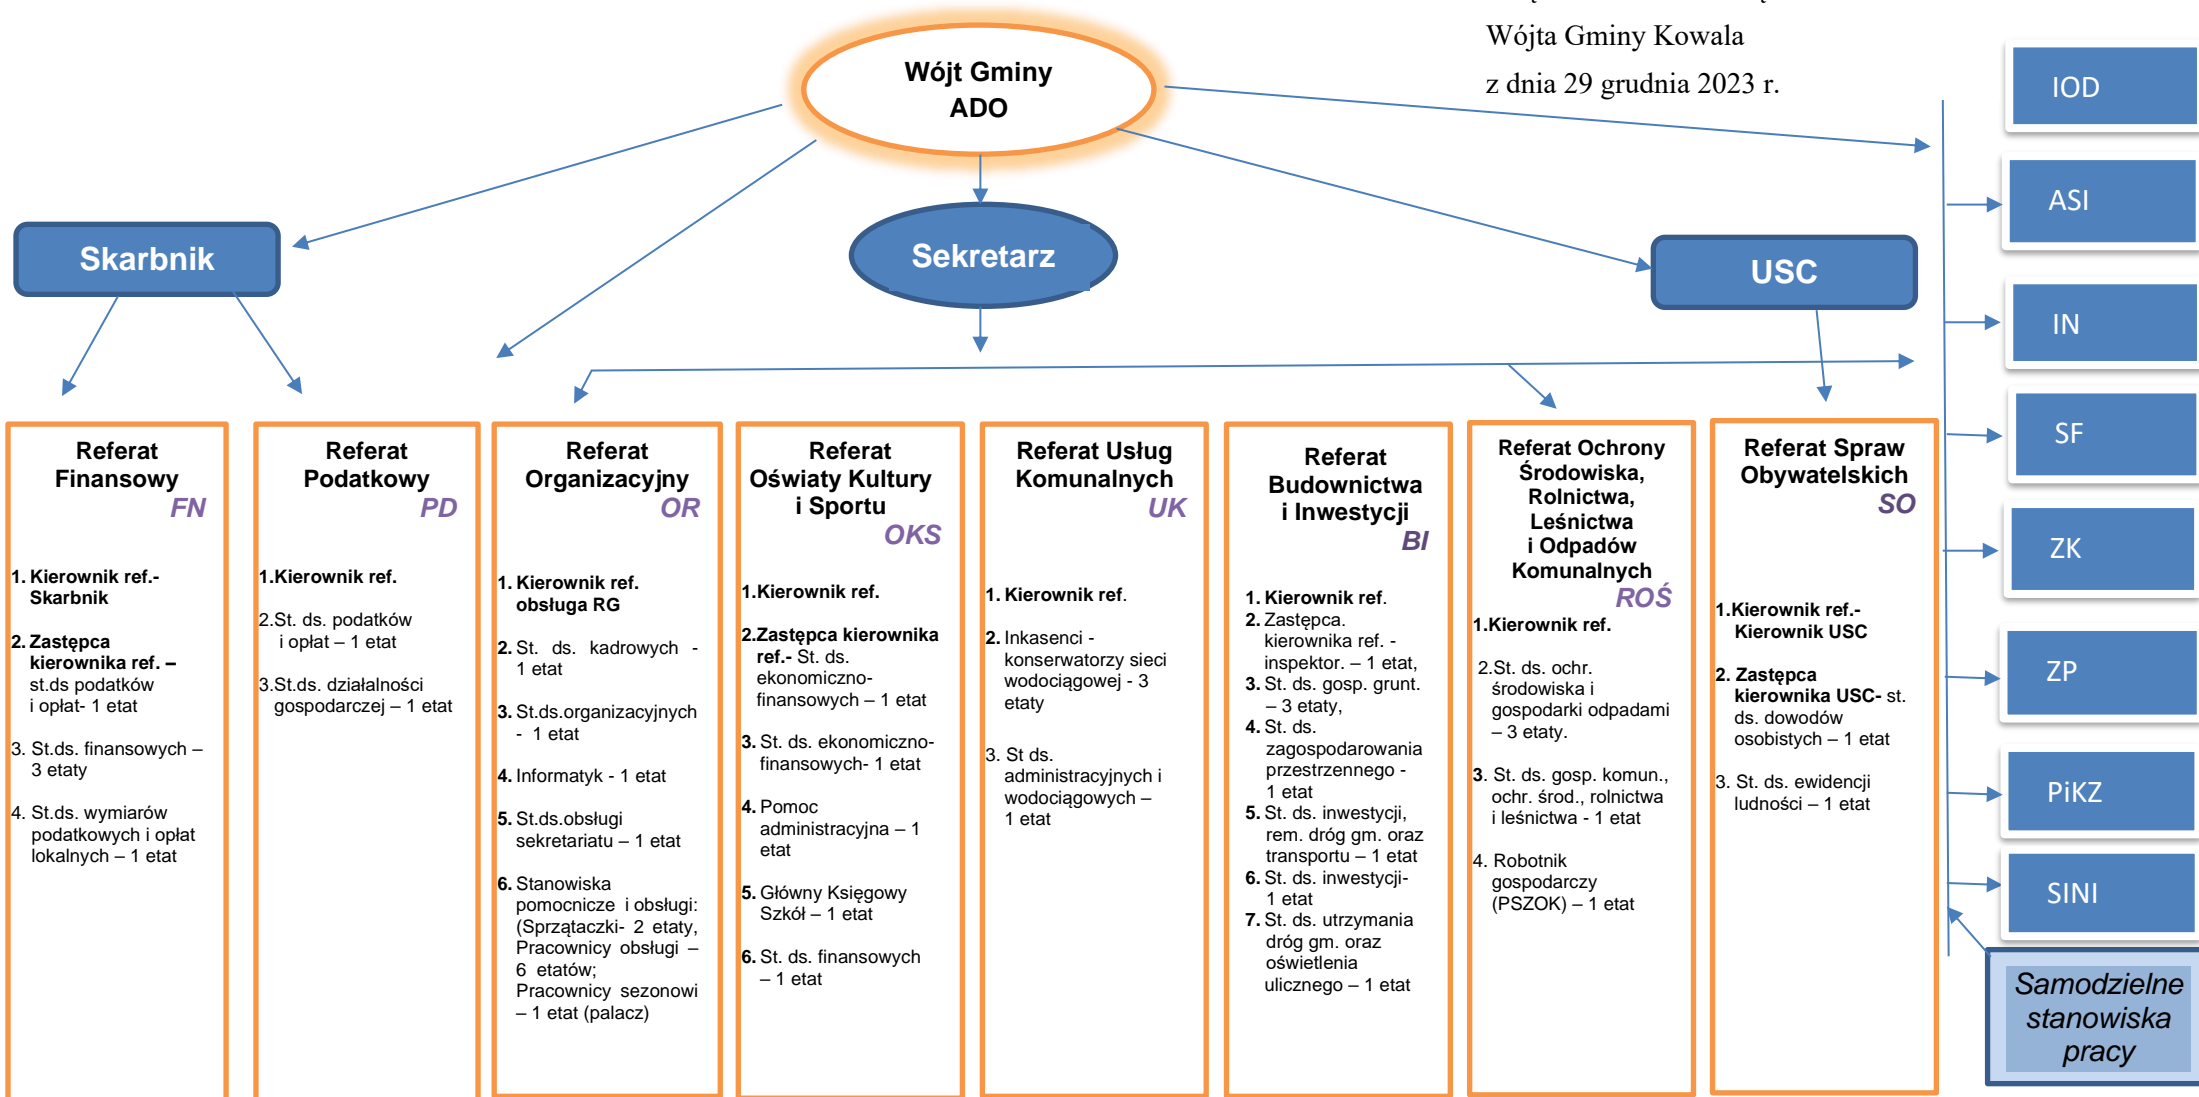 Wójta Gminy Kowala
z dnia 29 grudnia 2023 r.
Wójt Gminy
ADO
Skarbnik
Sekretarz
USC
IOD
ASI
IN
SF
ZK
ZP
PiKZ
SINI
Samodzielne
stanowiska
pracy
Referat
Finansowy
FN
1. Kierownik ref.-
Skarbnik
2. Zastępca
kierownika ref. –
st.ds podatków
i opłat- 1 etat
3. St.ds. finansowych –
3 etaty
4. St.ds. wymiarów
podatkowych i opłat
lokalnych – 1 etat
Referat
Podatkowy
PD
1.Kierownik ref.
2.St. ds. podatków
i opłat – 1 etat
3.St.ds. działalności
gospodarczej – 1 etat
Referat
Organizacyjny
OR
1. Kierownik ref.
obsługa RG
2. St. ds. kadrowych -
1 etat
3. St.ds.organizacyjnych
- 1 etat
4. Informatyk - 1 etat
5. St.ds.obsługi
sekretariatu – 1 etat
6. Stanowiska
pomocnicze i obsługi:
(Sprzątaczki- 2 etaty,
Pracownicy obsługi –
6 etatów;
Pracownicy sezonowi
– 1 etat (palacz)
Referat
Oświaty Kultury
i Sportu
OKS
1.Kierownik ref.
2.Zastępca kierownika
ref.- St. ds.
ekonomiczno-
finansowych – 1 etat
3. St. ds. ekonomiczno-
finansowych- 1 etat
4. Pomoc
administracyjna – 1
etat
5. Główny Księgowy
Szkół – 1 etat
6. St. ds. finansowych
– 1 etat
Referat Usług
Komunalnych
UK
1. Kierownik ref.
2. Inkasenci -
konserwatorzy sieci
wodociągowej - 3
etaty
3. St ds.
administracyjnych i
wodociągowych –
1 etat
Referat
Budownictwa
i Inwestycji
BI
1. Kierownik ref.
2. Zastępca.
kierownika ref. -
inspektor. – 1 etat,
3. St. ds. gosp. grunt.
– 3 etaty,
4. St. ds.
zagospodarowania
przestrzennego -
1 etat
5. St. ds. inwestycji,
rem. dróg gm. oraz
transportu – 1 etat
6. St. ds. inwestycji-
1 etat
7. St. ds. utrzymania
dróg gm. oraz
oświetlenia
ulicznego – 1 etat
Referat Ochrony
Środowiska,
Rolnictwa,
Leśnictwa
i Odpadów
Komunalnych
ROŚ
1.Kierownik ref.
2.St. ds. ochr.
środowiska i
gospodarki odpadami
– 3 etaty.
3. St. ds. gosp. komun.,
ochr. środ., rolnictwa
i leśnictwa - 1 etat
4. Robotnik
gospodarczy
(PSZOK) – 1 etat
Referat Spraw
Obywatelskich
SO
1.Kierownik ref.-
Kierownik USC
2. Zastępca
kierownika USC- st.
ds. dowodów
osobistych – 1 etat
3. St. ds. ewidencji
ludności – 1 etat